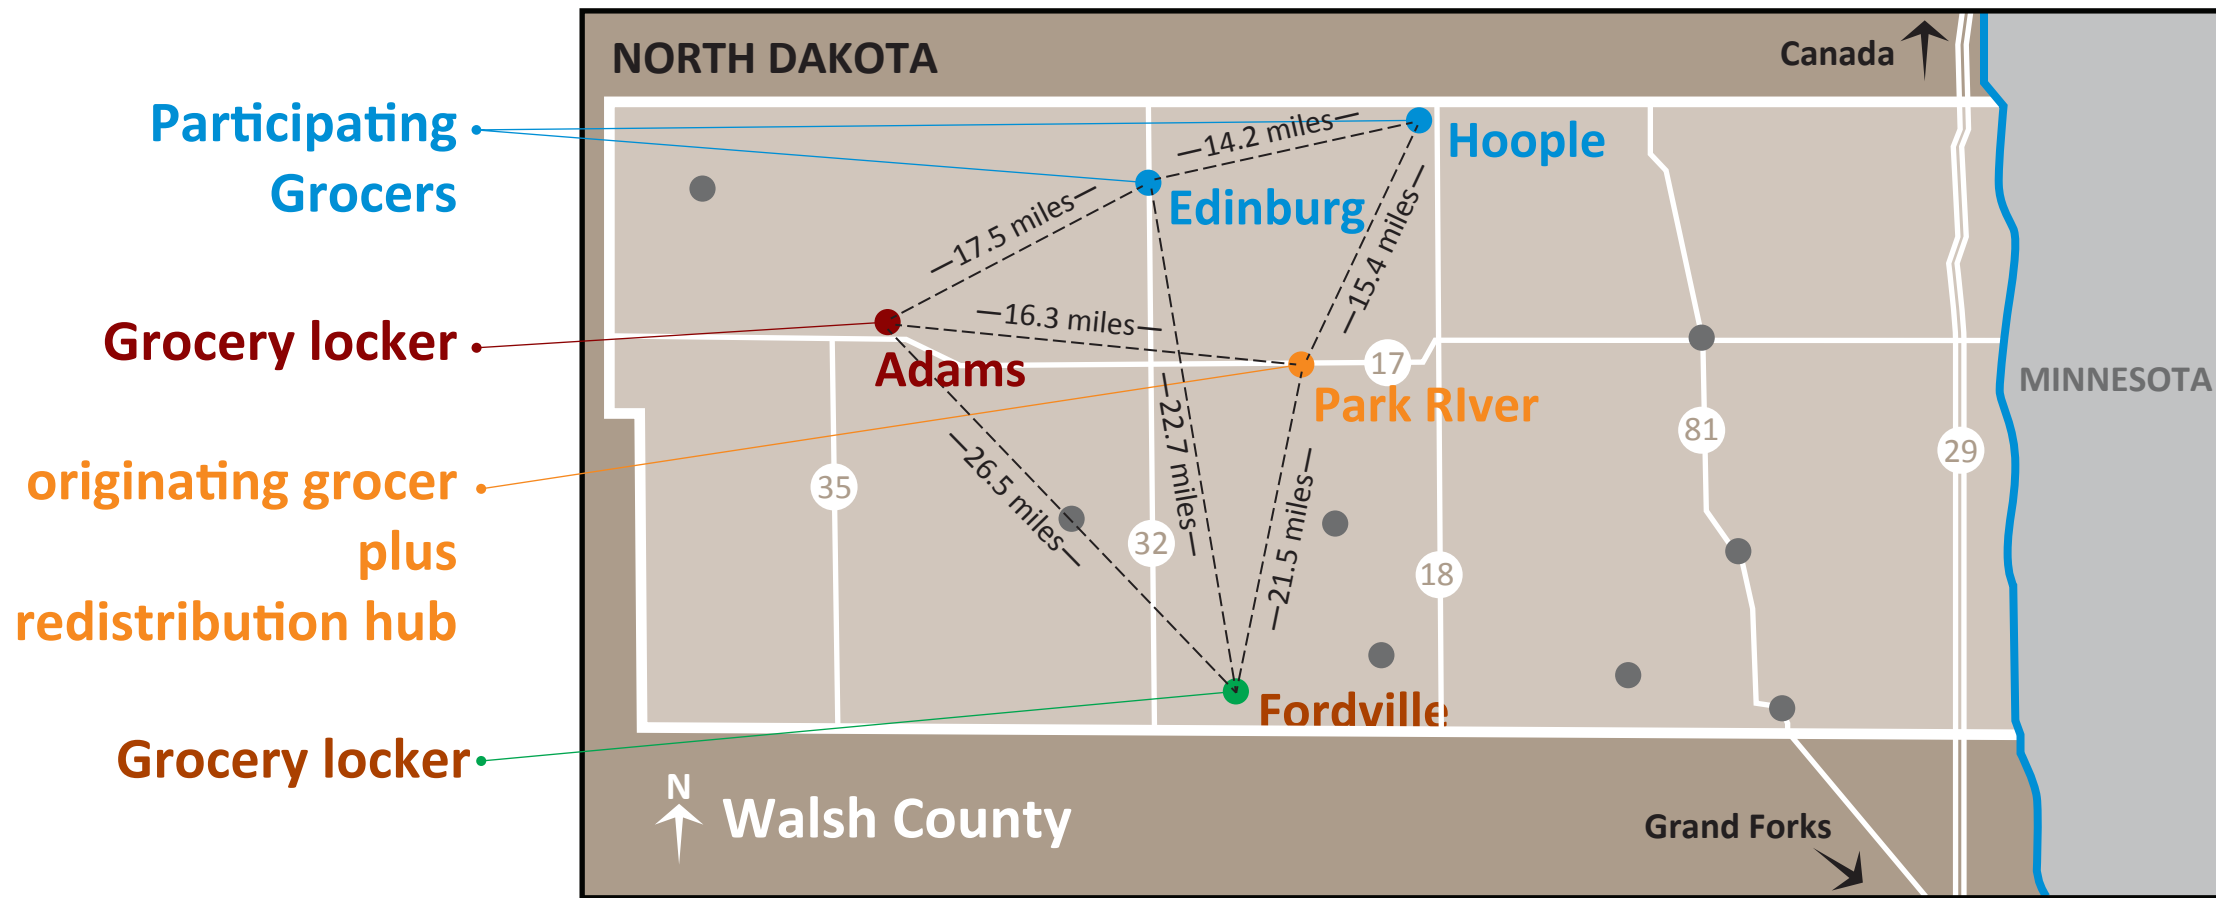 NORTH DAKOTA
Canada
Participating
Grocers
Hoople
—14.2 miles—
Edinburg
—17.5 miles—
—15.4 miles—
—16.3 miles—
Grocery locker
Adams
17
Park RIver
MINNESOTA
81
29
originating grocer
plus
redistribution hub
35
—26.5 miles—
—22.7 miles—
32
—21.5 miles—
18
Fordville
Grocery locker
N
Walsh County
Grand Forks